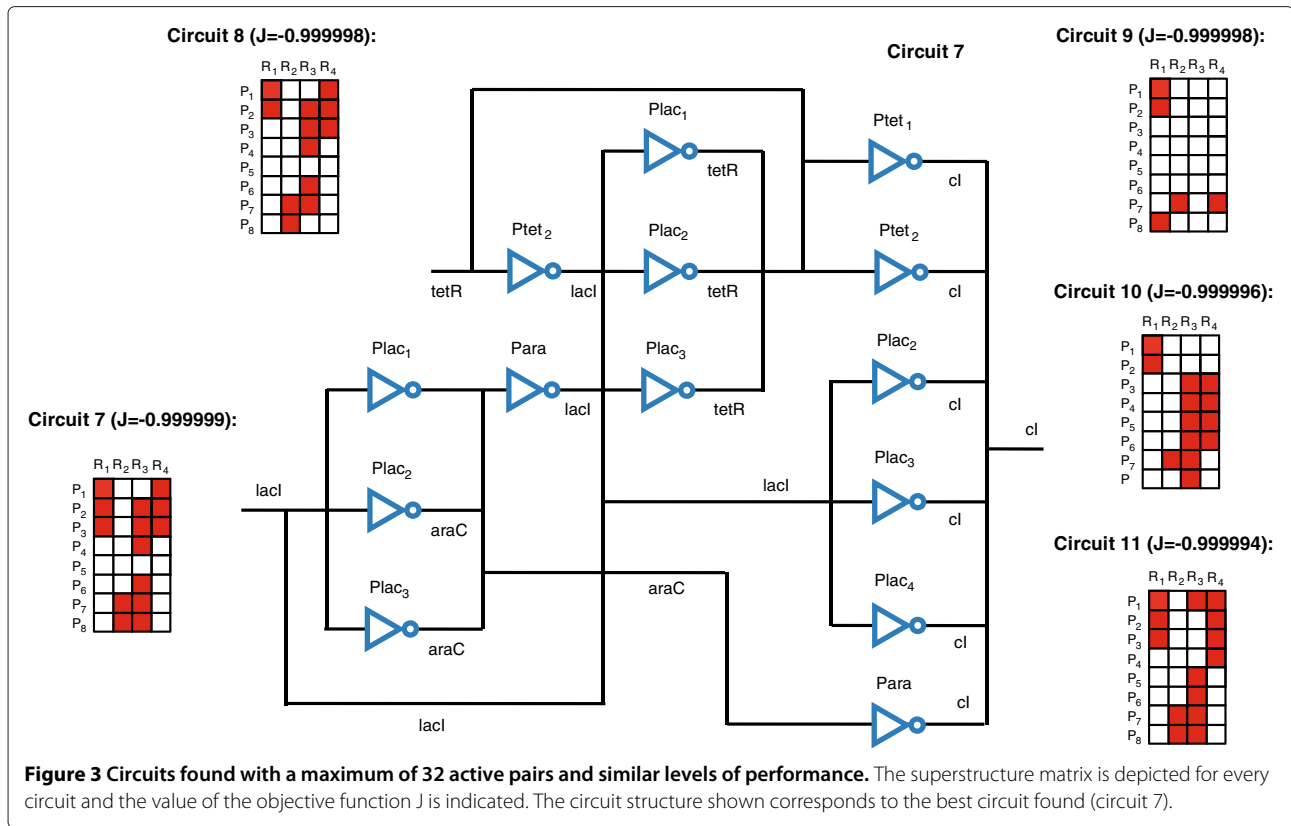 Circuit 8 (J=-0.999998):
R1 R2 R3 R4
P1
P2
P3
P4
P5
P6
P7
P8
Circuit 7
Circuit 9 (J=-0.999998):
R1 R2 R3 R4
P1
P2
P3
P4
P5
P6
P7
P8
Plac1
tetR
Ptet1
cI
Ptet2
lacI
tetR
Plac2
tetR
Ptet2
cI
Circuit 10 (J=-0.999996):
R1 R2 R3 R4
P1
P2
P3
P4
P5
P6
P7
P
Plac1
Para
lacI
Plac3
tetR
Plac2
cI
Circuit 7 (J=-0.999999):
R1 R2 R3 R4
P1
P2
P3
P4
P5
P6
P7
P8
lacI
Plac2
araC
lacI
Plac3
cI
cI
Plac3
araC
araC
Plac4
cI
lacI
Para
cI
Circuit 11 (J=-0.999994):
R1 R2 R3 R4
P1
P2
P3
P4
P5
P6
P7
P8
Figure 3 Circuits found with a maximum of 32 active pairs and similar levels of performance. The superstructure matrix is depicted for every
circuit and the value of the objective function J is indicated. The circuit structure shown corresponds to the best circuit found (circuit 7).